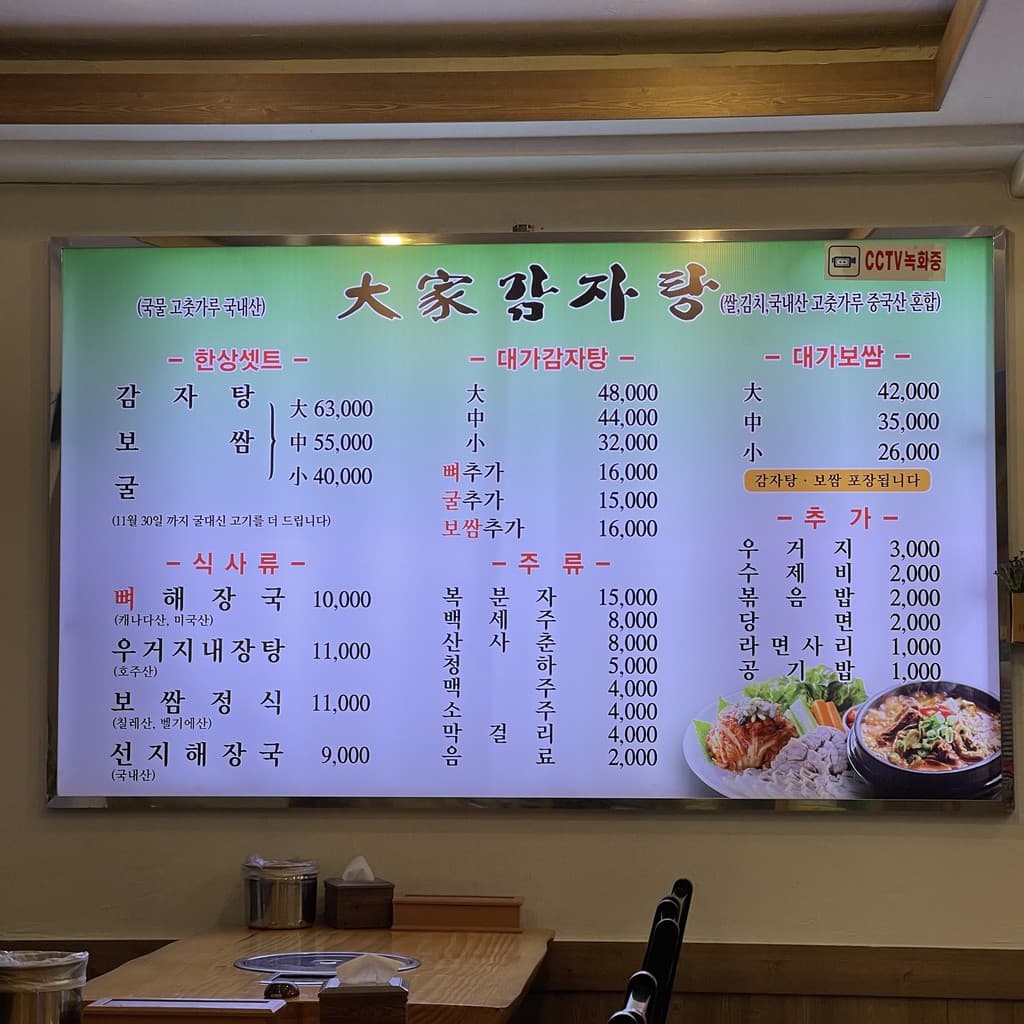 CCTV녹화중
大家감자탕
(국물 고춧가루 국내산)
(쌀,김치,국내산 고춧가루 중국산 혼합)
- 한상셋트 -
감자탕
보쌈
굴
大 63,000
中 55,000
小 40,000
(11월 30일 까지 굴대신 고기를 더 드립니다)
- 식사류 -
뼈해장국 10,000
(캐나다산, 미국산)
우거지내장탕 11,000
(호주산)
보쌈정식 11,000
(칠레산, 벨기에산)
선지해장국 9,000
(국내산)
- 대가감자탕 -
大 48,000
中 44,000
小 32,000
뼈추가 16,000
굴추가 15,000
보쌈추가 16,000
- 주류 -
복분자 15,000
백세주 8,000
산사춘 8,000
청하 5,000
맥주 4,000
소주 4,000
막걸리 4,000
음료 2,000
- 대가보쌈 -
大 42,000
中 35,000
小 26,000
감자탕 · 보쌈 포장됩니다
- 추가 -
우거지 3,000
수제비 2,000
볶음밥 2,000
당면 2,000
라면사리 1,000
공기밥 1,000